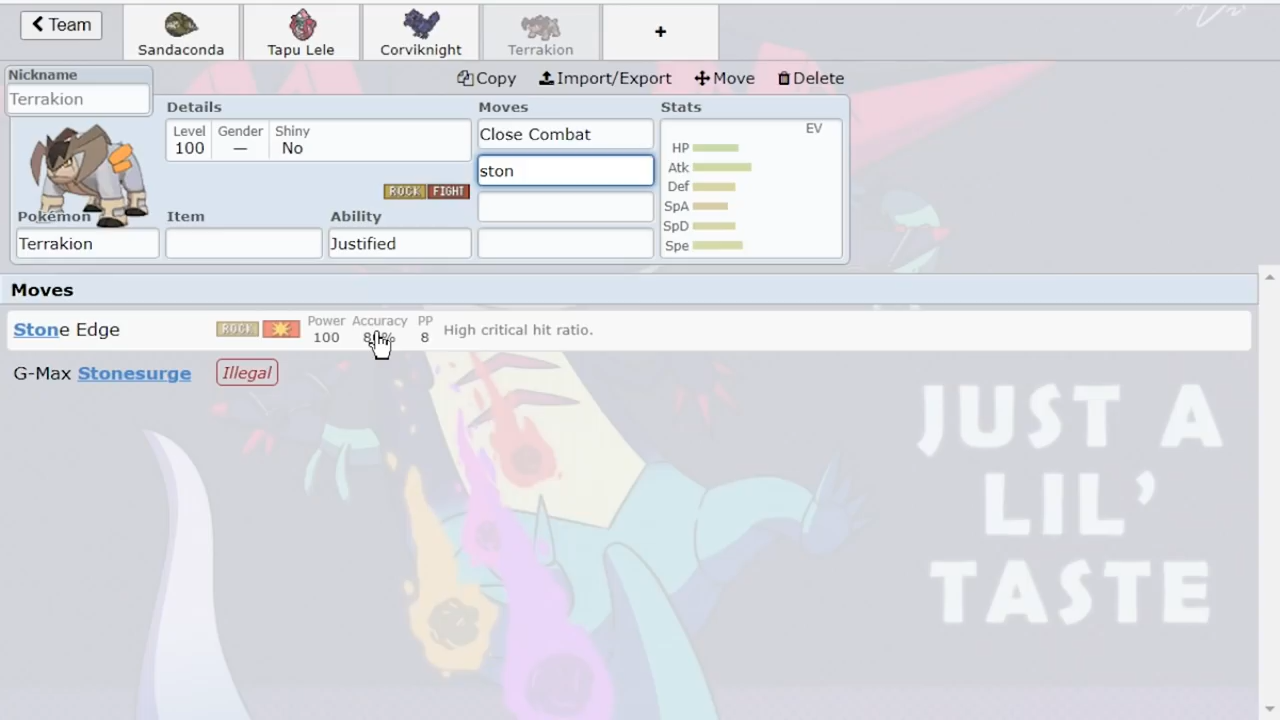 Team
Sandaconda
Tapu Lele
Corviknight
Terrakion
+
Nickname
Terrakion
Copy
Import/Export
Move
Delete
Details
Level
100
Gender
—
Shiny
No
ROCK
FIGHT
Pokémon
Terrakion
Item
Ability
Justified
Moves
Close Combat
ston
Stats
EV
HP
Atk
Def
SpA
SpD
Spe
Moves
Stone Edge
ROCK
Power
100
Accuracy
PP
8
High critical hit ratio.
G-Max Stonesurge
Illegal
JUST A
LIL'
TASTE